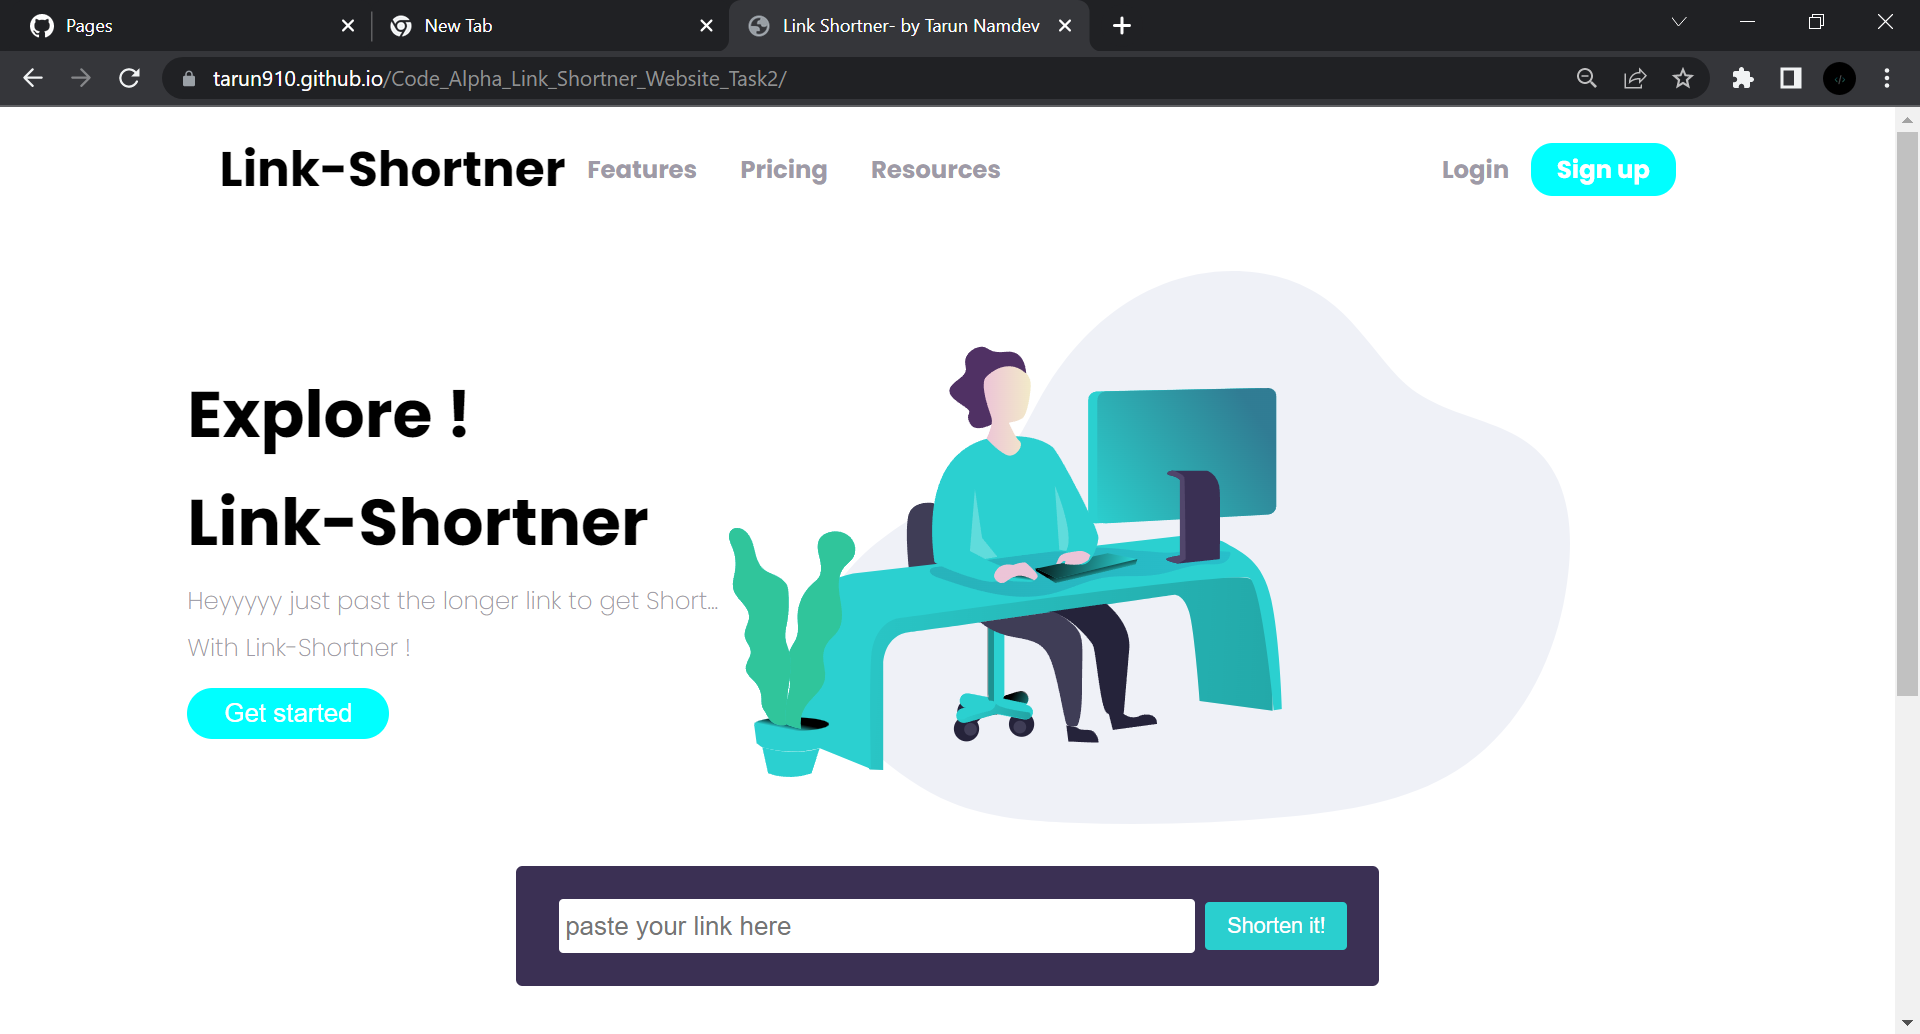 Pages
New Tab
Link Shortner- by Tarun Namdev
tarun910.github.io/Code_Alpha_Link_Shortner_Website_Task2/
Link-Shortner Features Pricing Resources Login Sign up
Explore !
Link-Shortner
Heyyyyy just past the longer link to get Short...
With Link-Shortner !
Get started
paste your link here Shorten it!